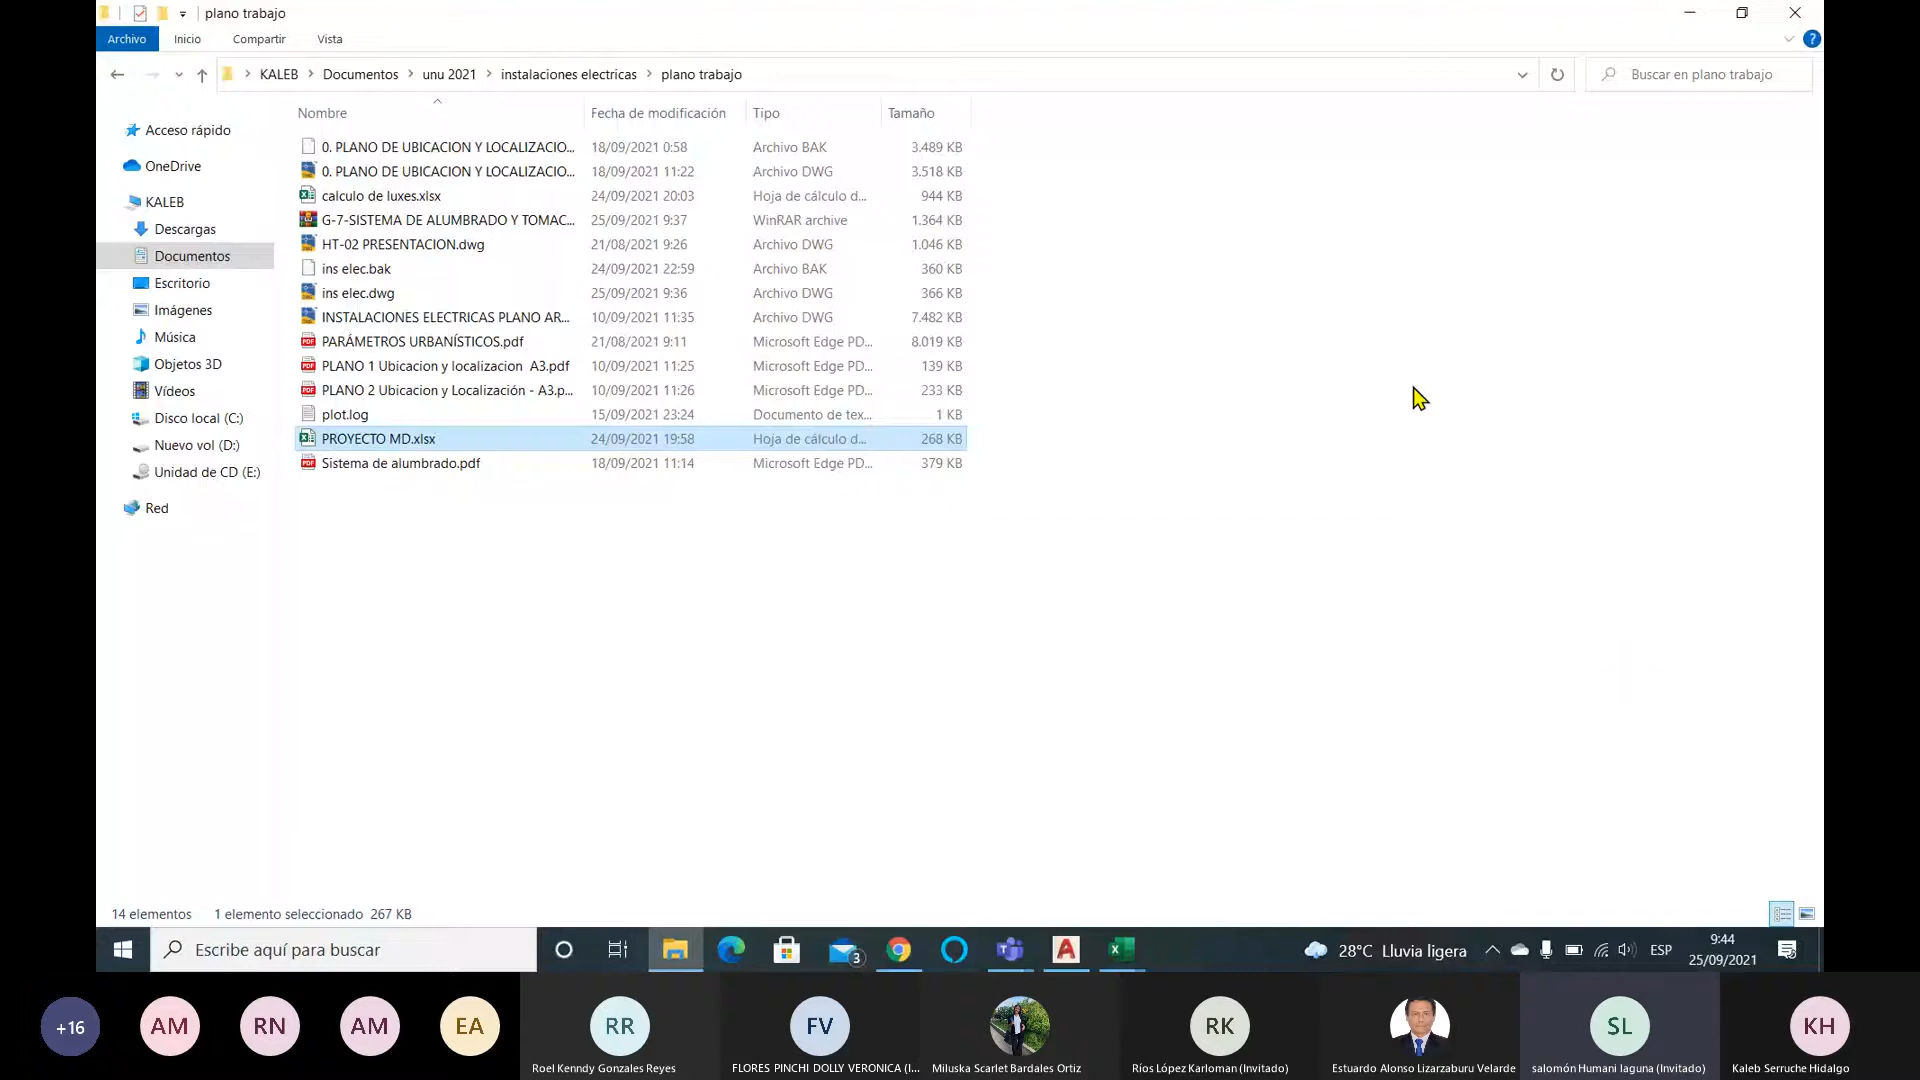 plano trabajo
Archivo Inicio Compartir Vista
KALEB Documentos unu 2021 instalaciones electricas plano trabajo Buscar en plano trabajo
Nombre Fecha de modificación Tipo Tamaño
0. PLANO DE UBICACION Y LOCALIZACIO... 18/09/2021 0:58 Archivo BAK 3.489 KB
0. PLANO DE UBICACION Y LOCALIZACIO... 18/09/2021 11:22 Archivo DWG 3.518 KB
calculo de luxes.xlsx 24/09/2021 20:03 Hoja de cálculo d... 944 KB
G-7-SISTEMA DE ALUMBRADO Y TOMAC... 25/09/2021 9:37 WinRAR archive 1.364 KB
HT-02 PRESENTACION.dwg 21/08/2021 9:26 Archivo DWG 1.046 KB
ins elec.bak 24/09/2021 22:59 Archivo BAK 360 KB
ins elec.dwg 25/09/2021 9:36 Archivo DWG 366 KB
INSTALACIONES ELECTRICAS PLANO AR... 10/09/2021 11:35 Archivo DWG 7.482 KB
PARÁMETROS URBANÍSTICOS.pdf 21/08/2021 9:11 Microsoft Edge PD... 8.019 KB
PLANO 1 Ubicacion y localizacion A3.pdf 10/09/2021 11:25 Microsoft Edge PD... 139 KB
PLANO 2 Ubicacion y Localización - A3.p... 10/09/2021 11:26 Microsoft Edge PD... 233 KB
plot.log 15/09/2021 23:24 Documento de tex... 1 KB
PROYECTO MD.xlsx 24/09/2021 19:58 Hoja de cálculo d... 268 KB
Sistema de alumbrado.pdf 18/09/2021 11:14 Microsoft Edge PD... 379 KB
Acceso rápido
OneDrive
KALEB
Descargas
Documentos
Escritorio
Imágenes
Música
Objetos 3D
Vídeos
Disco local (C:)
Nuevo vol (D:)
Unidad de CD (E:)
Red
14 elementos 1 elemento seleccionado 267 KB
Escribe aquí para buscar
3
28°C Lluvia ligera
ESP
9:44
25/09/2021
+16 AM RN AM EA RR FV RK SL KH
Roel Kenndy Gonzales Reyes FLORES PINCHI DOLLY VERONICA (I... Miluska Scarlet Bardales Ortiz Ríos López Karloman (Invitado) Estuardo Alonso Lizarzaburu Velarde salomón Humani laguna (Invitado) Kaleb Serruche Hidalgo